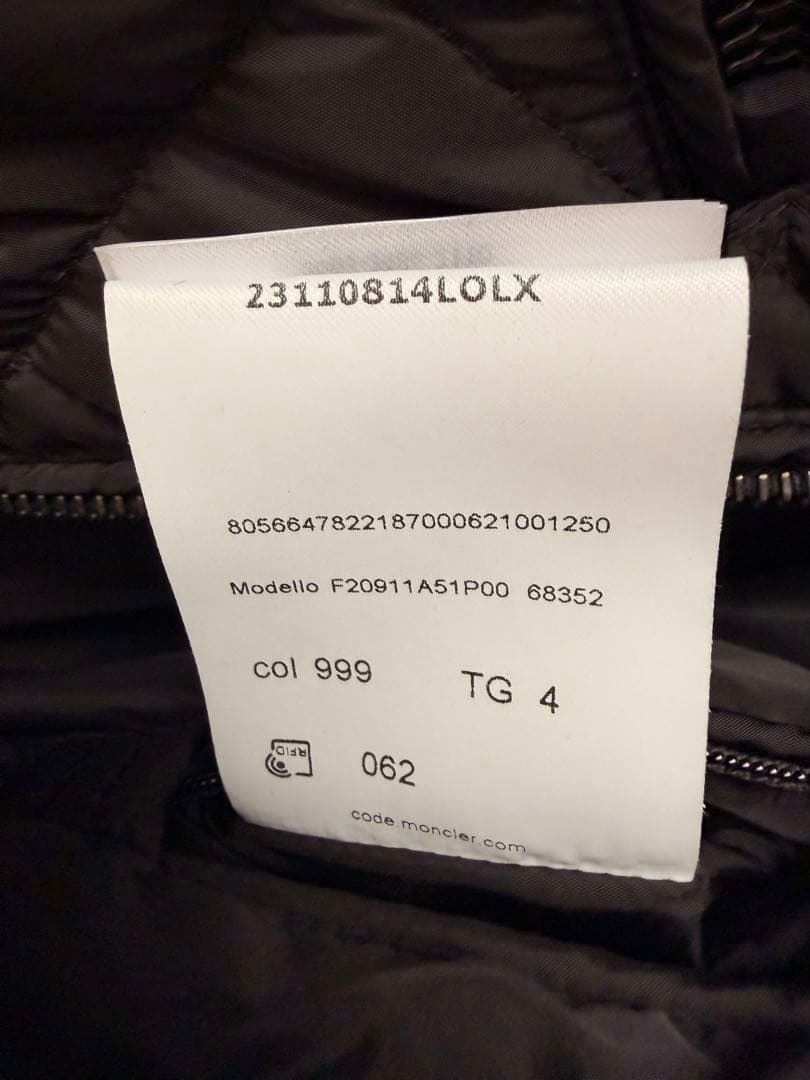 23110814LOLX
8056647822187000621001250
Modello F20911A51P00 68352
col 999 TG 4
RFID 062
code.moncler.com